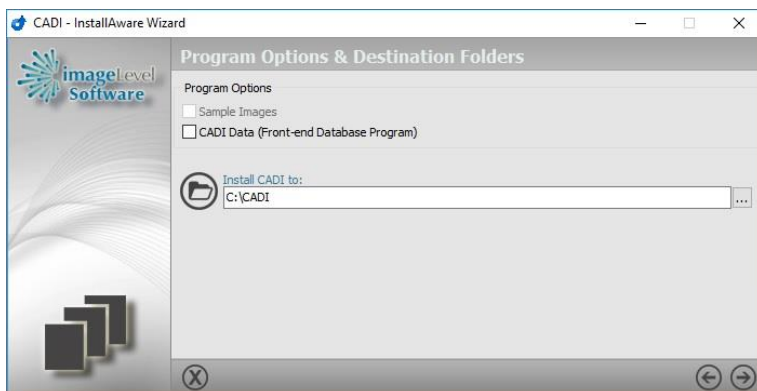 CADI - InstallAware Wizard
imageLevel
Software
Program Options & Destination Folders
Program Options
Sample Images
CADI Data (Front-end Database Program)
Install CADI to:
C:\CADI
...